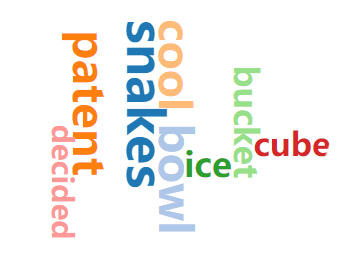 decided
patent
snakes
cool
bowl
ice
bucket
cube